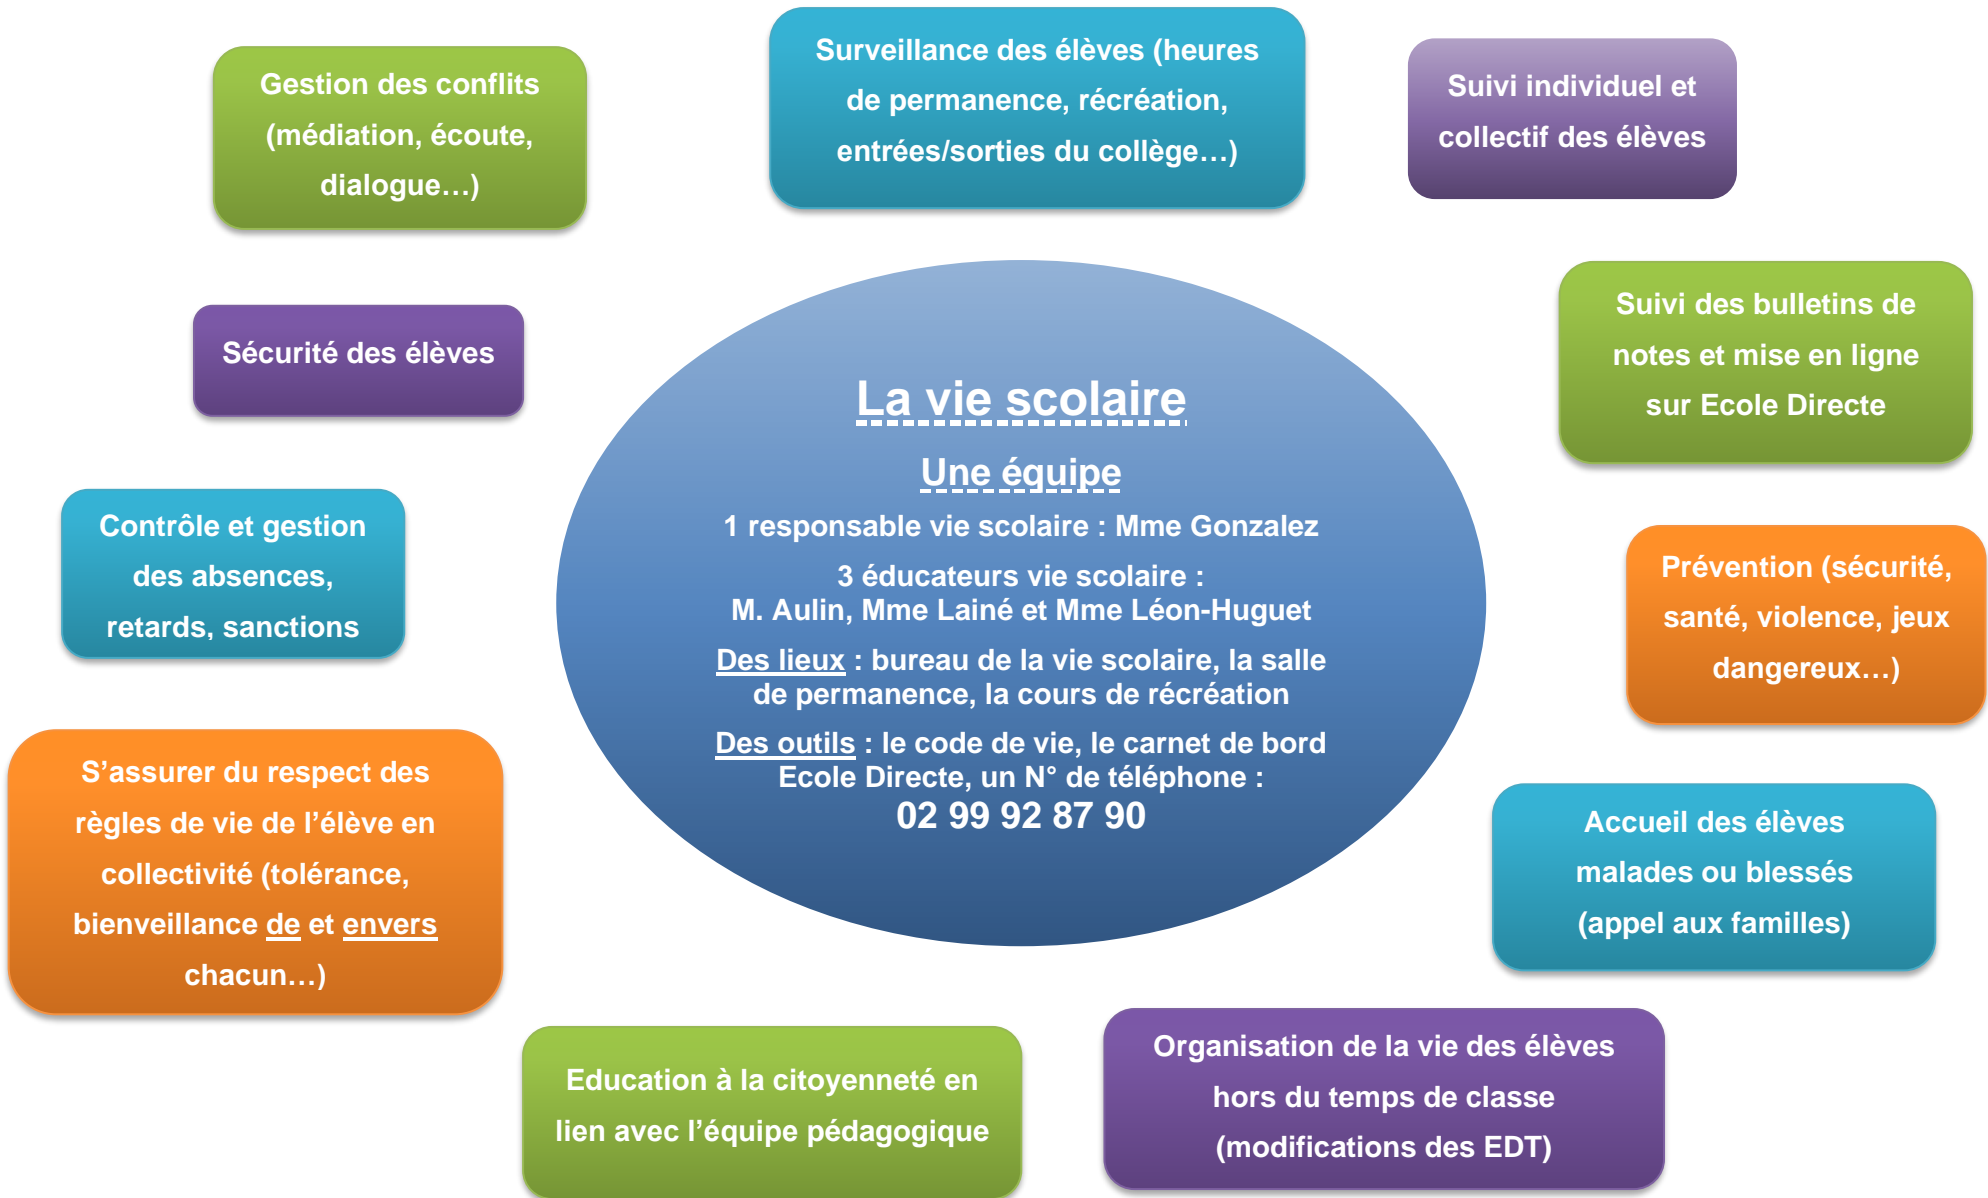 Gestion des conflits
(médiation, écoute,
dialogue…)
Surveillance des élèves (heures
de permanence, récréation,
entrées/sorties du collège…)
Suivi individuel et
collectif des élèves
Sécurité des élèves
Suivi des bulletins de
notes et mise en ligne
sur Ecole Directe
La vie scolaire
Une équipe
1 responsable vie scolaire : Mme Gonzalez
3 éducateurs vie scolaire :
M. Aulin, Mme Lainé et Mme Léon-Huguet
Des lieux : bureau de la vie scolaire, la salle
de permanence, la cours de récréation
Des outils : le code de vie, le carnet de bord
Ecole Directe, un N° de téléphone :
02 99 92 87 90
Contrôle et gestion
des absences,
retards, sanctions
Prévention (sécurité,
santé, violence, jeux
dangereux…)
S’assurer du respect des
règles de vie de l’élève en
collectivité (tolérance,
bienveillance de et envers
chacun…)
Accueil des élèves
malades ou blessés
(appel aux familles)
Education à la citoyenneté en
lien avec l’équipe pédagogique
Organisation de la vie des élèves
hors du temps de classe
(modifications des EDT)